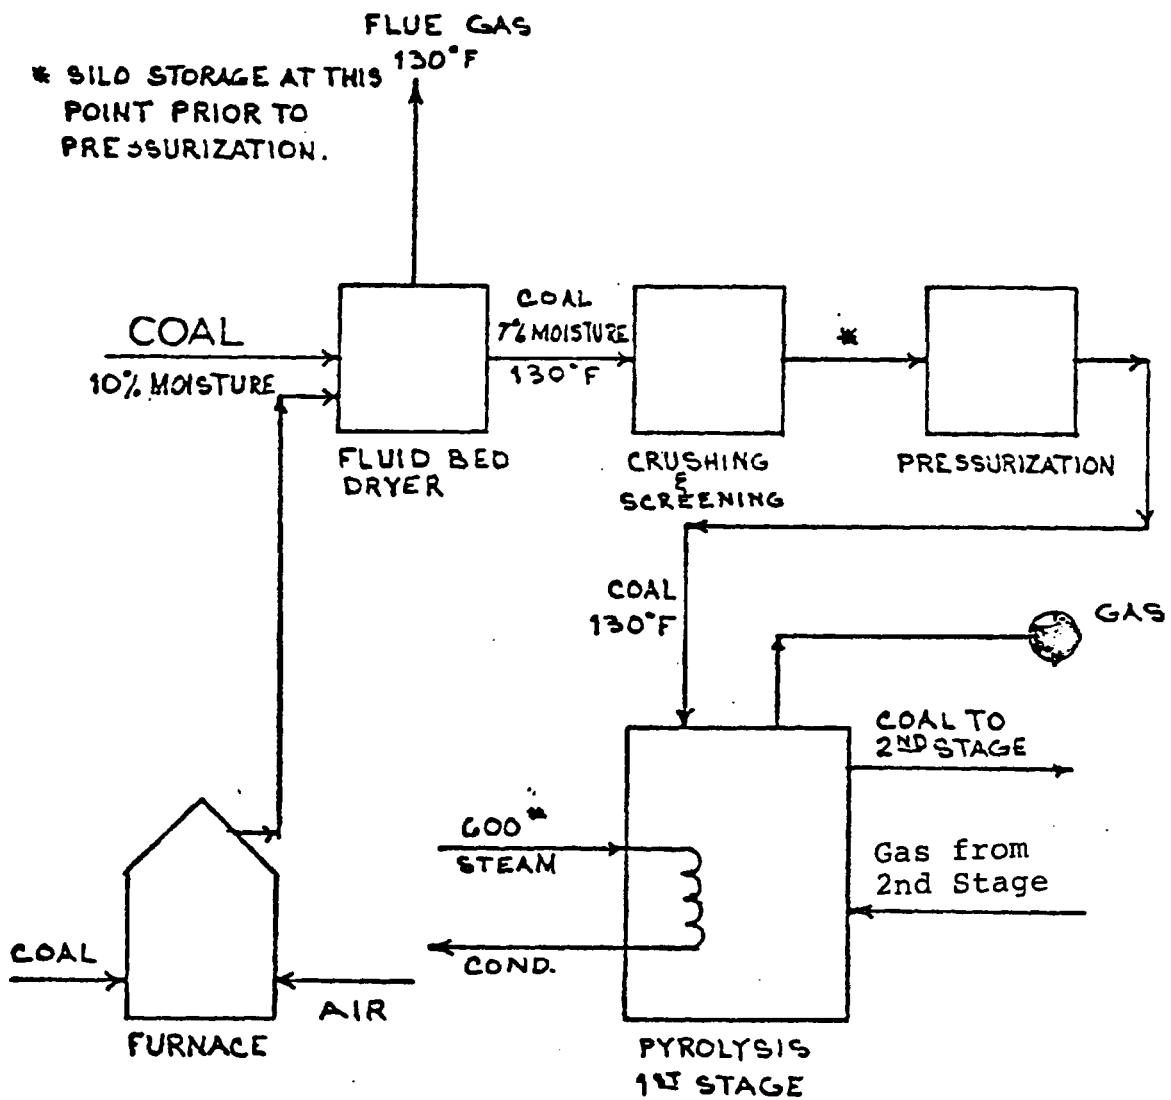 FLUE GAS
130°F
* SILO STORAGE AT THIS
POINT PRIOR TO
PRESSURIZATION.
COAL
10% MOISTURE
FLUID BED
DRYER
COAL
7% MOISTURE
130°F
CRUSHING
&
SCREENING
*
PRESSURIZATION
COAL
130°F
GAS
COAL TO
2ND STAGE
600#
STEAM
COND.
Gas from
2nd Stage
COAL
AIR
FURNACE
PYROLYSIS
1ST STAGE